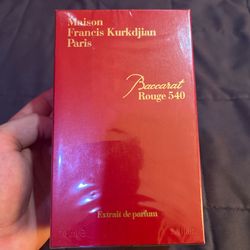 Maison
Francis Kurkdjian
Paris
Baccarat
Rouge 540
Extrait de parfum